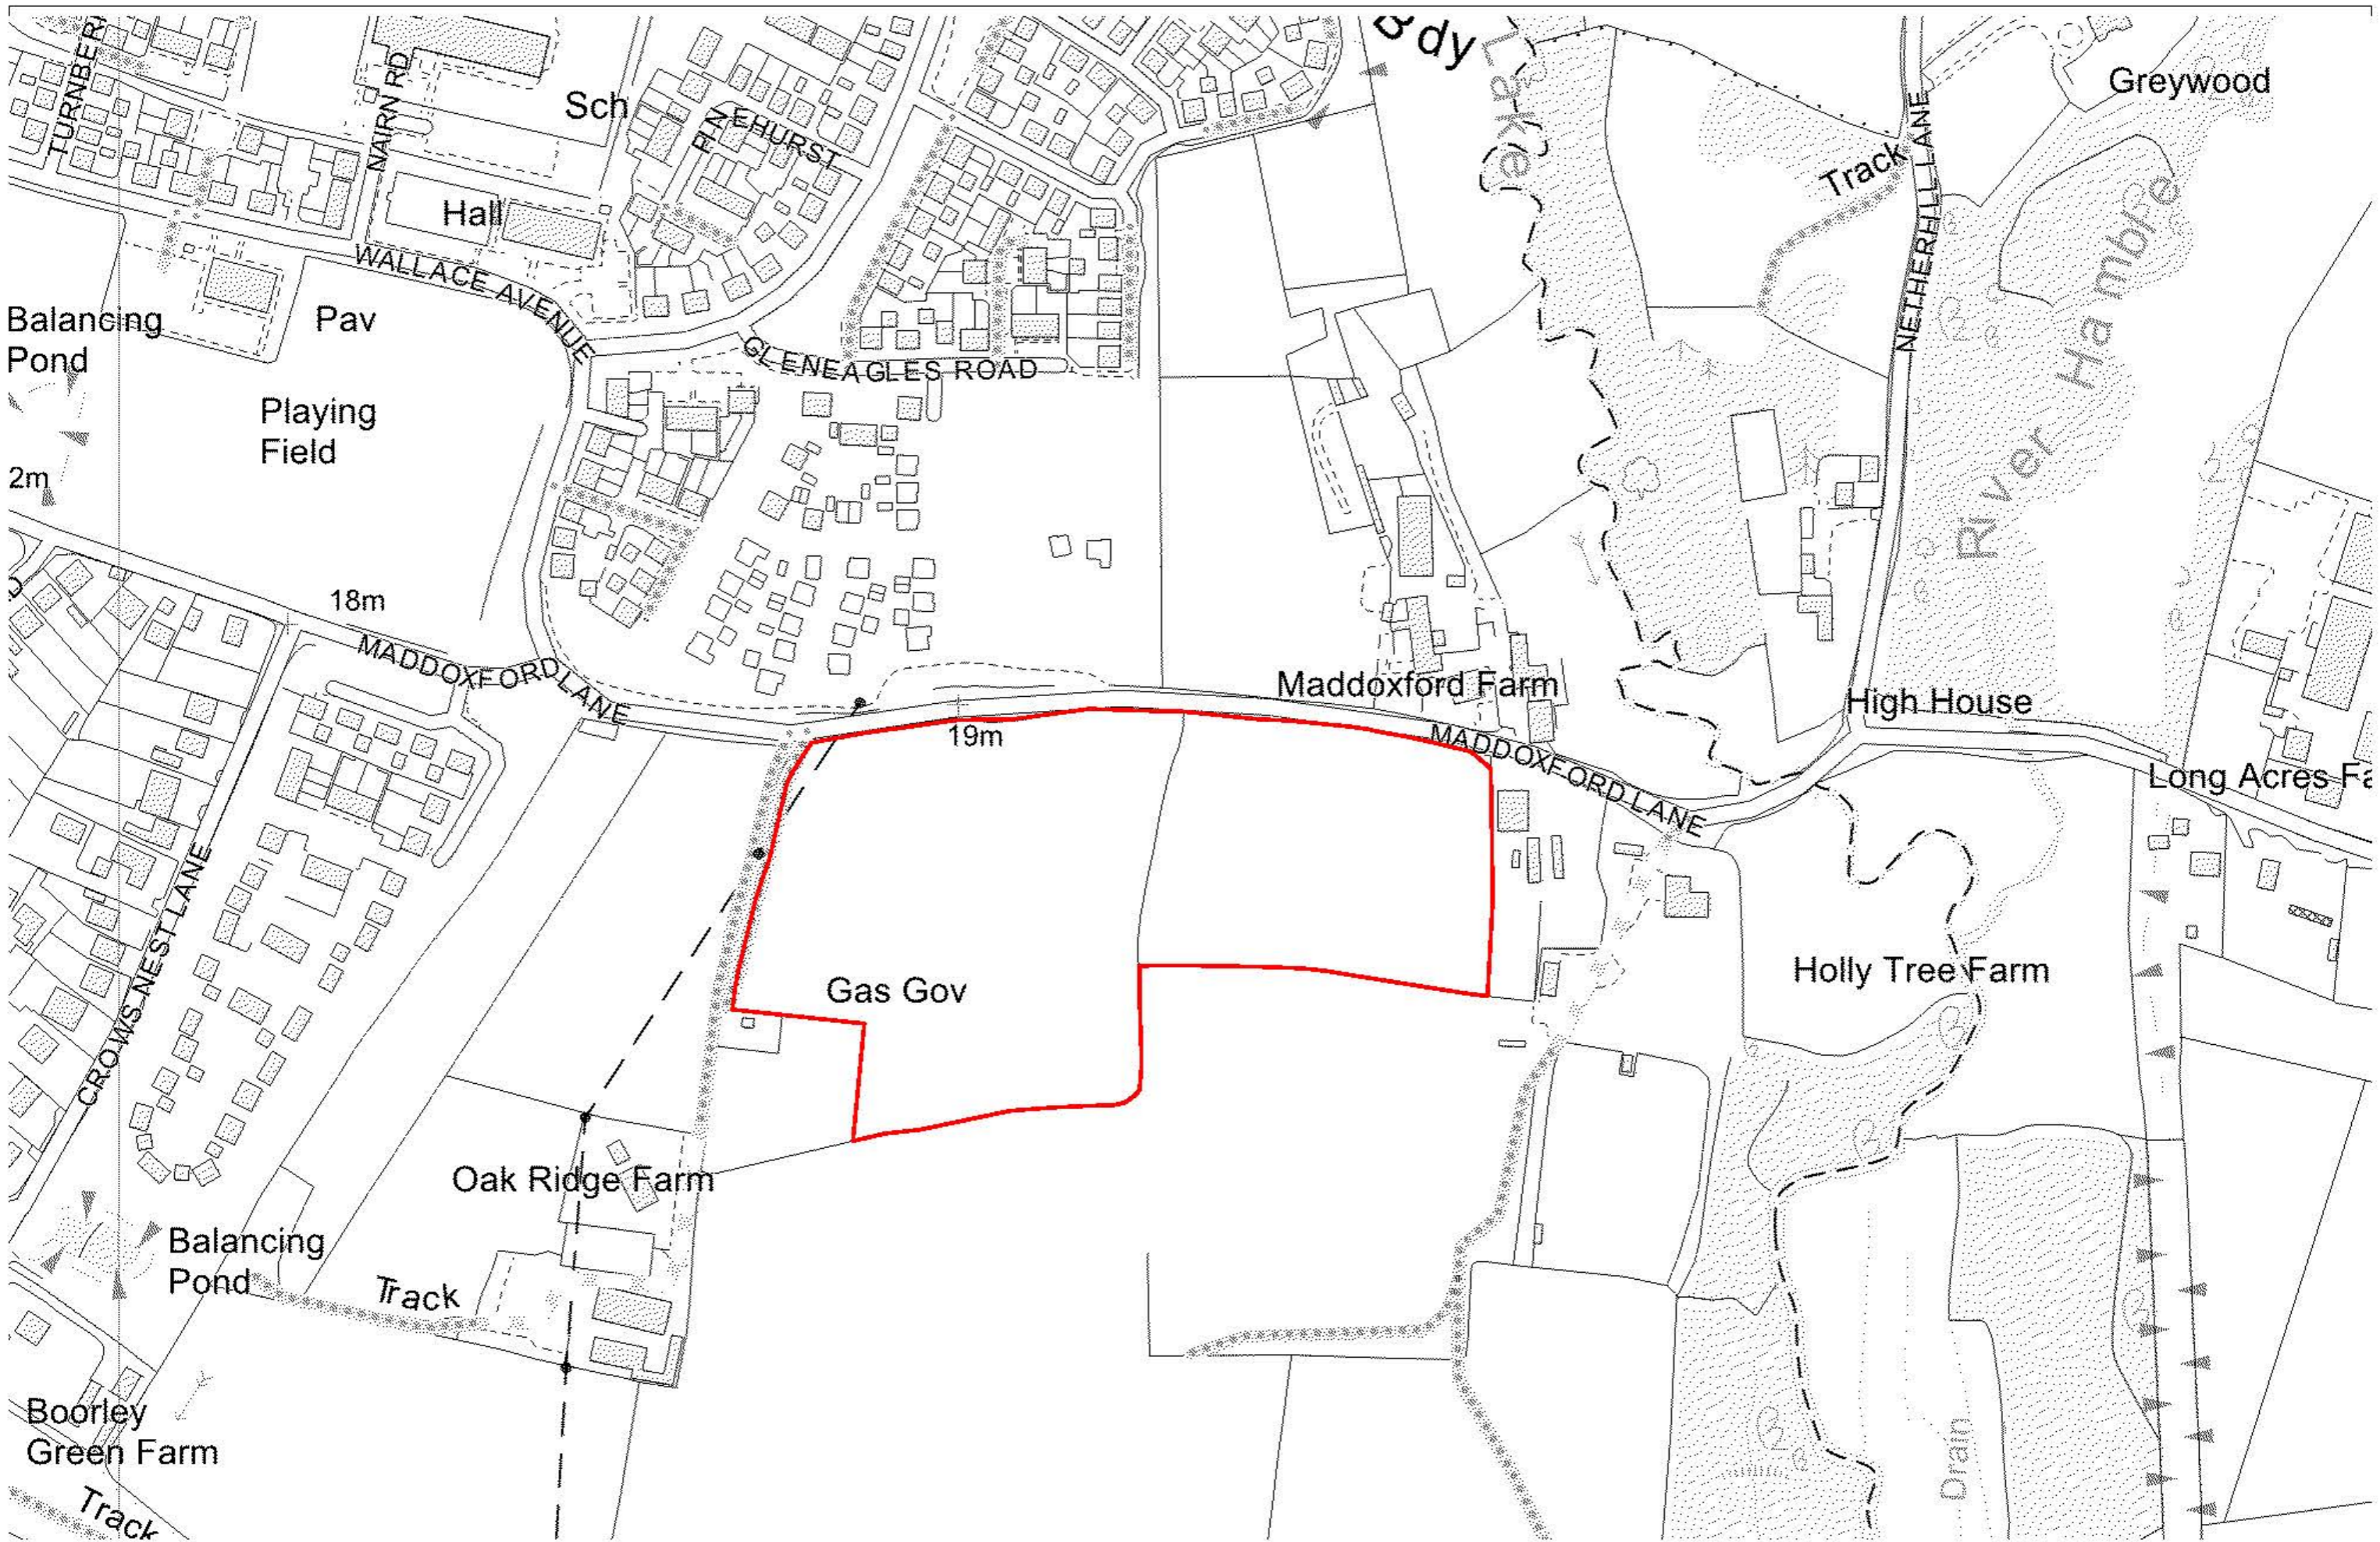 Bdy
Lake
Greywood
TURNBER
NAIRN RD
Sch
PINEHURST
NETHERHILL LANE
Track
Hall
WALLACE AVENUE
River Hamble
Balancing
Pond
Pav
GLENEAGLES ROAD
Playing
Field
2m
18m
MADDOXFORD LANE
Maddoxford Farm
High House
19m
MADDOXFORD LANE
Long Acres Fa
CROWS NEST LANE
Gas Gov
Holly Tree Farm
Oak Ridge Farm
Balancing
Pond
Track
Boorley
Green Farm
Drain
Track